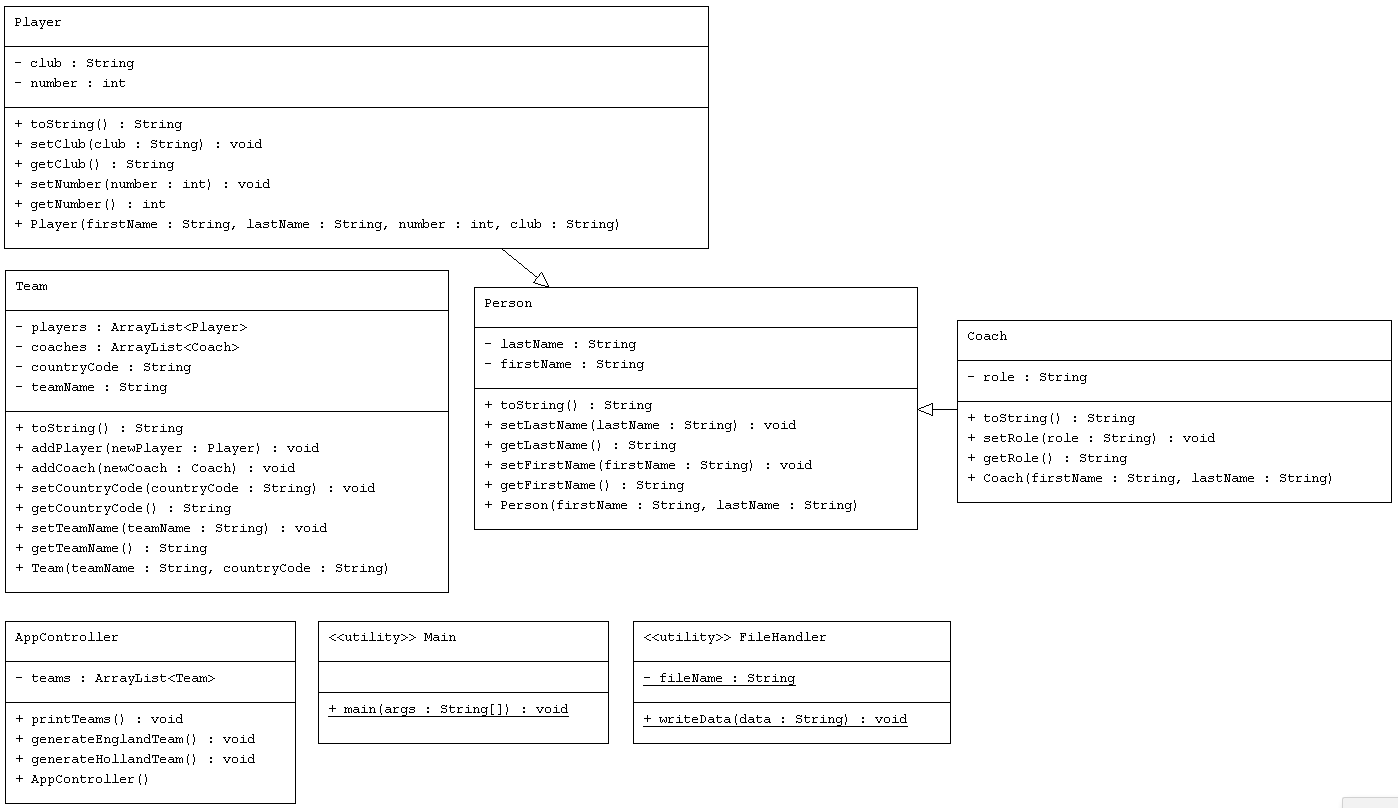 Player
- club : String
- number : int
+ toString() : String
+ setClub(club : String) : void
+ getClub() : String
+ setNumber(number : int) : void
+ getNumber() : int
+ Player(firstName : String, lastName : String, number : int, club : String)
Team
- players : ArrayList<Player>
- coaches : ArrayList<Coach>
- countryCode : String
- teamName : String
+ toString() : String
+ addPlayer(newPlayer : Player) : void
+ addCoach(newCoach : Coach) : void
+ setCountryCode(countryCode : String) : void
+ getCountryCode() : String
+ setTeamName(teamName : String) : void
+ getTeamName() : String
+ Team(teamName : String, countryCode : String)
Person
- lastName : String
- firstName : String
+ toString() : String
+ setLastName(lastName : String) : void
+ getLastName() : String
+ setFirstName(firstName : String) : void
+ getFirstName() : String
+ Person(firstName : String, lastName : String)
Coach
- role : String
+ toString() : String
+ setRole(role : String) : void
+ getRole() : String
+ Coach(firstName : String, lastName : String)
AppController
- teams : ArrayList<Team>
+ printTeams() : void
+ generateEnglandTeam() : void
+ generateHollandTeam() : void
+ AppController()
<<utility>> Main
+ main(args : String[]) : void
<<utility>> FileHandler
- fileName : String
+ writeData(data : String) : void